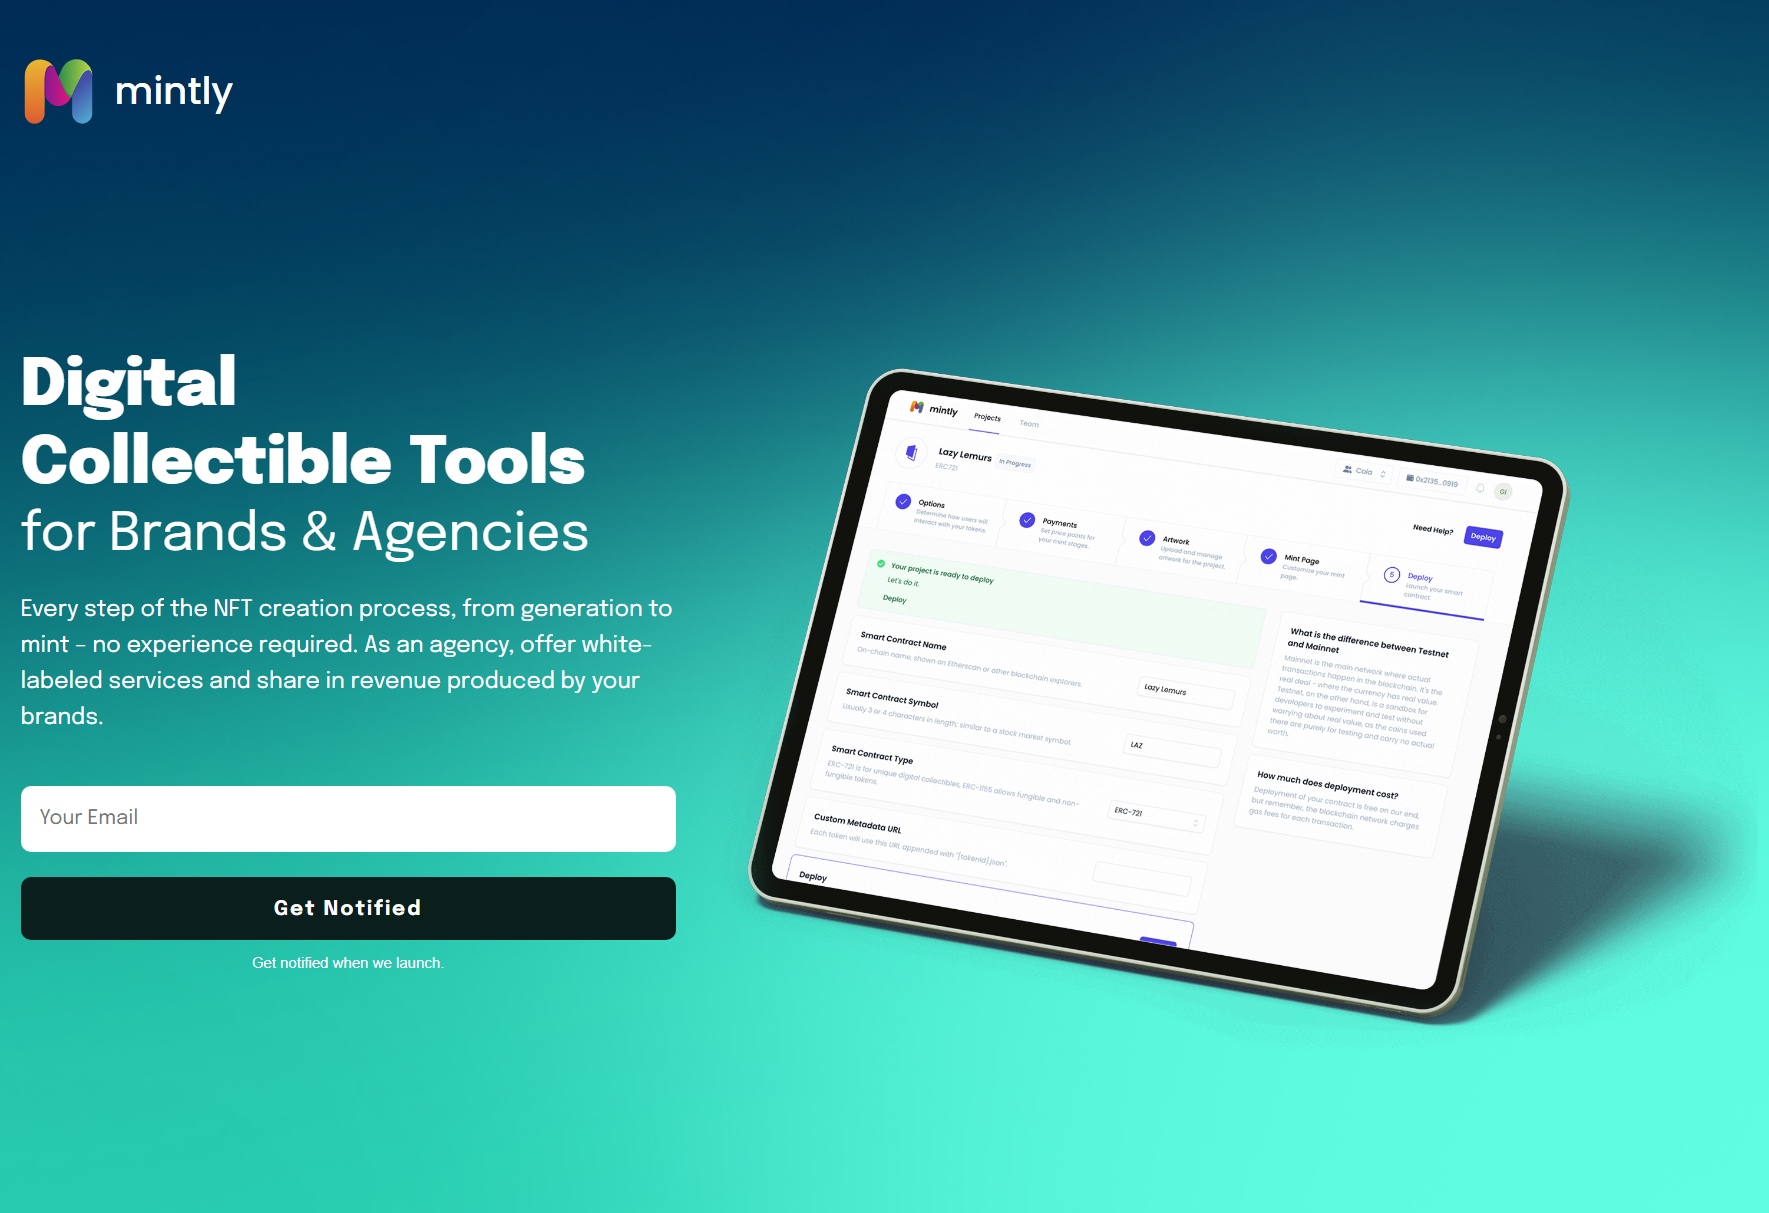 mintly
Digital
Collectible Tools
for Brands & Agencies
Every step of the NFT creation process, from generation to
mint – no experience required. As an agency, offer white-
labeled services and share in revenue produced by your
brands.
Your Email
Get Notified
Get notified when we launch.
mintly
Projects
Team
Cola
0x2135...0919
GI
Lazy Lemurs
In Progress
ERC721
Need Help?
Deploy
Options
Determine how users will
interact with your tokens.
Payments
Set price points for
your mint stages.
Artwork
Upload and manage
artwork for the project.
Mint Page
Customize your mint
page.
5
Deploy
Launch your smart
contract.
Your project is ready to deploy
Let's do it.
Deploy
Smart Contract Name
On-chain name, shown on Etherscan or other blockchain explorers.
Lazy Lemurs
Smart Contract Symbol
Usually 3 or 4 characters in length; similar to a stock market symbol.
LAZ
Smart Contract Type
ERC-721 is for unique digital collectibles, ERC-1155 allows fungible and non-
fungible tokens.
ERC-721
Custom Metadata URL
Each token will use this URL appended with "[tokenId].json".
Deploy
What is the difference between Testnet
and Mainnet
Mainnet is the main network where actual
transactions happen in the blockchain. It's the
real deal – where the currency has real value.
Testnet, on the other hand, is a sandbox for
developers to experiment and test without
worrying about real value, as the coins used
there are purely for testing and carry no actual
worth.
How much does deployment cost?
Deployment of your contract is free on our end,
but remember, the blockchain network charges
gas fees for each transaction.